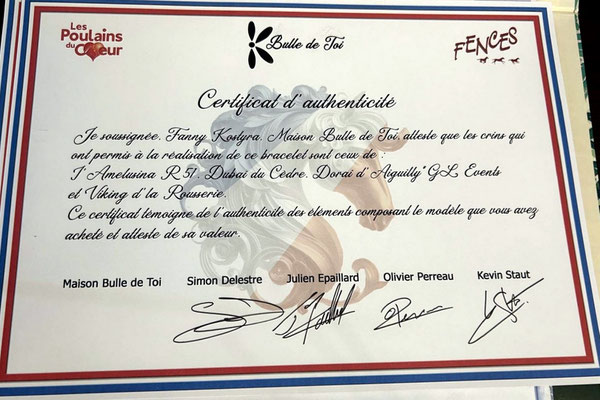 Les Poulains du Cœur
Bulle de Toi
FENCES
Certificat d'authenticité
Je soussignée, Fanny Kostyra, Maison Bulle de Toi, atteste que les crins qui
ont permis à la réalisation de ce bracelet sont ceux de :
I'Amelusina R 51, Dubai du Cèdre, Dorai d'Aiguilly*GL Events
et Viking d'la Rousserie.
Ce certificat témoigne de l'authenticité des éléments composant le modèle que vous avez
acheté et atteste de sa valeur.
Maison Bulle de Toi Simon Delestre Julien Epaillard Olivier Perreau Kevin Staut